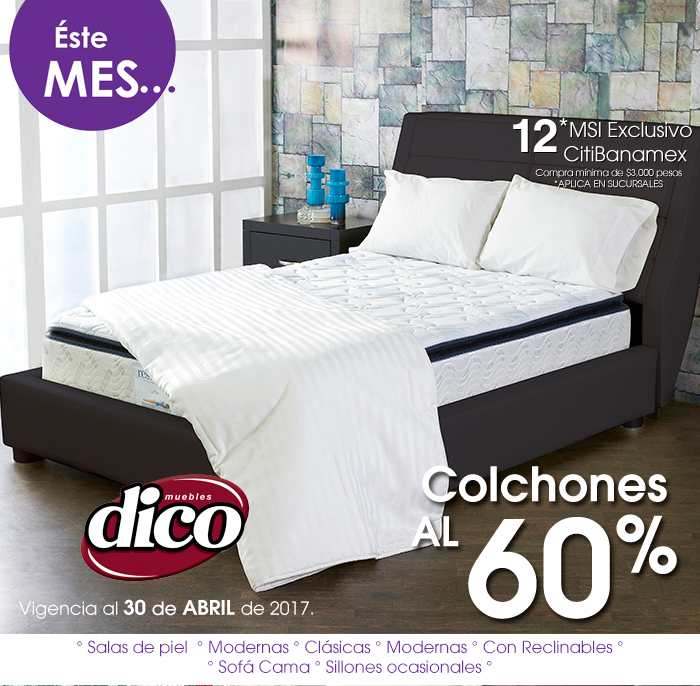 Éste
MES...
12* MSI Exclusivo
CitiBanamex
Compra mínima de $3,000 pesos
*APLICA EN SUCURSALES
muebles
dico
Colchones
AL 60%
Vigencia al 30 de ABRIL de 2017.
° Salas de piel ° Modernas ° Clásicas ° Modernas ° Con Reclinables °
° Sofá Cama ° Sillones ocasionales °